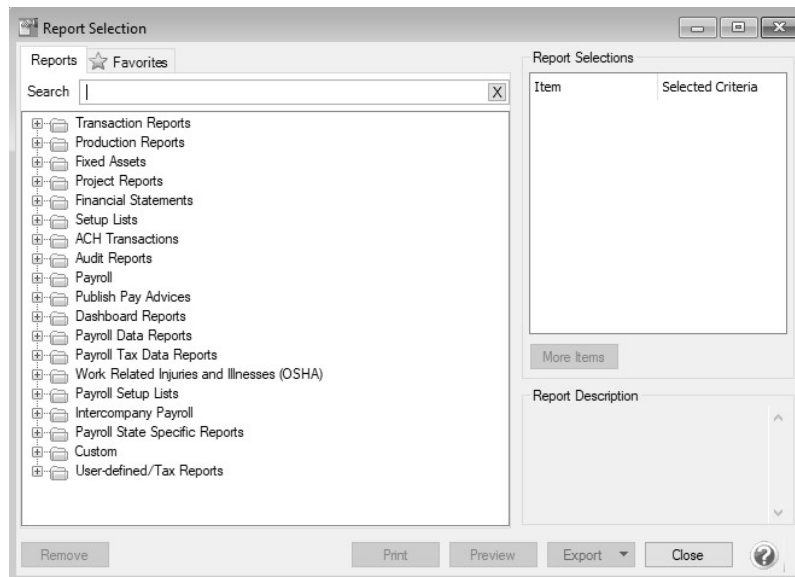 Report Selection
Reports Favorites
Search X
Transaction Reports
Production Reports
Fixed Assets
Project Reports
Financial Statements
Setup Lists
ACH Transactions
Audit Reports
Payroll
Publish Pay Advices
Dashboard Reports
Payroll Data Reports
Payroll Tax Data Reports
Work Related Injuries and Illnesses (OSHA)
Payroll Setup Lists
Intercompany Payroll
Payroll State Specific Reports
Custom
User-defined/Tax Reports
Report Selections
Item Selected Criteria
More Items
Report Description
Remove Print Preview Export Close ?